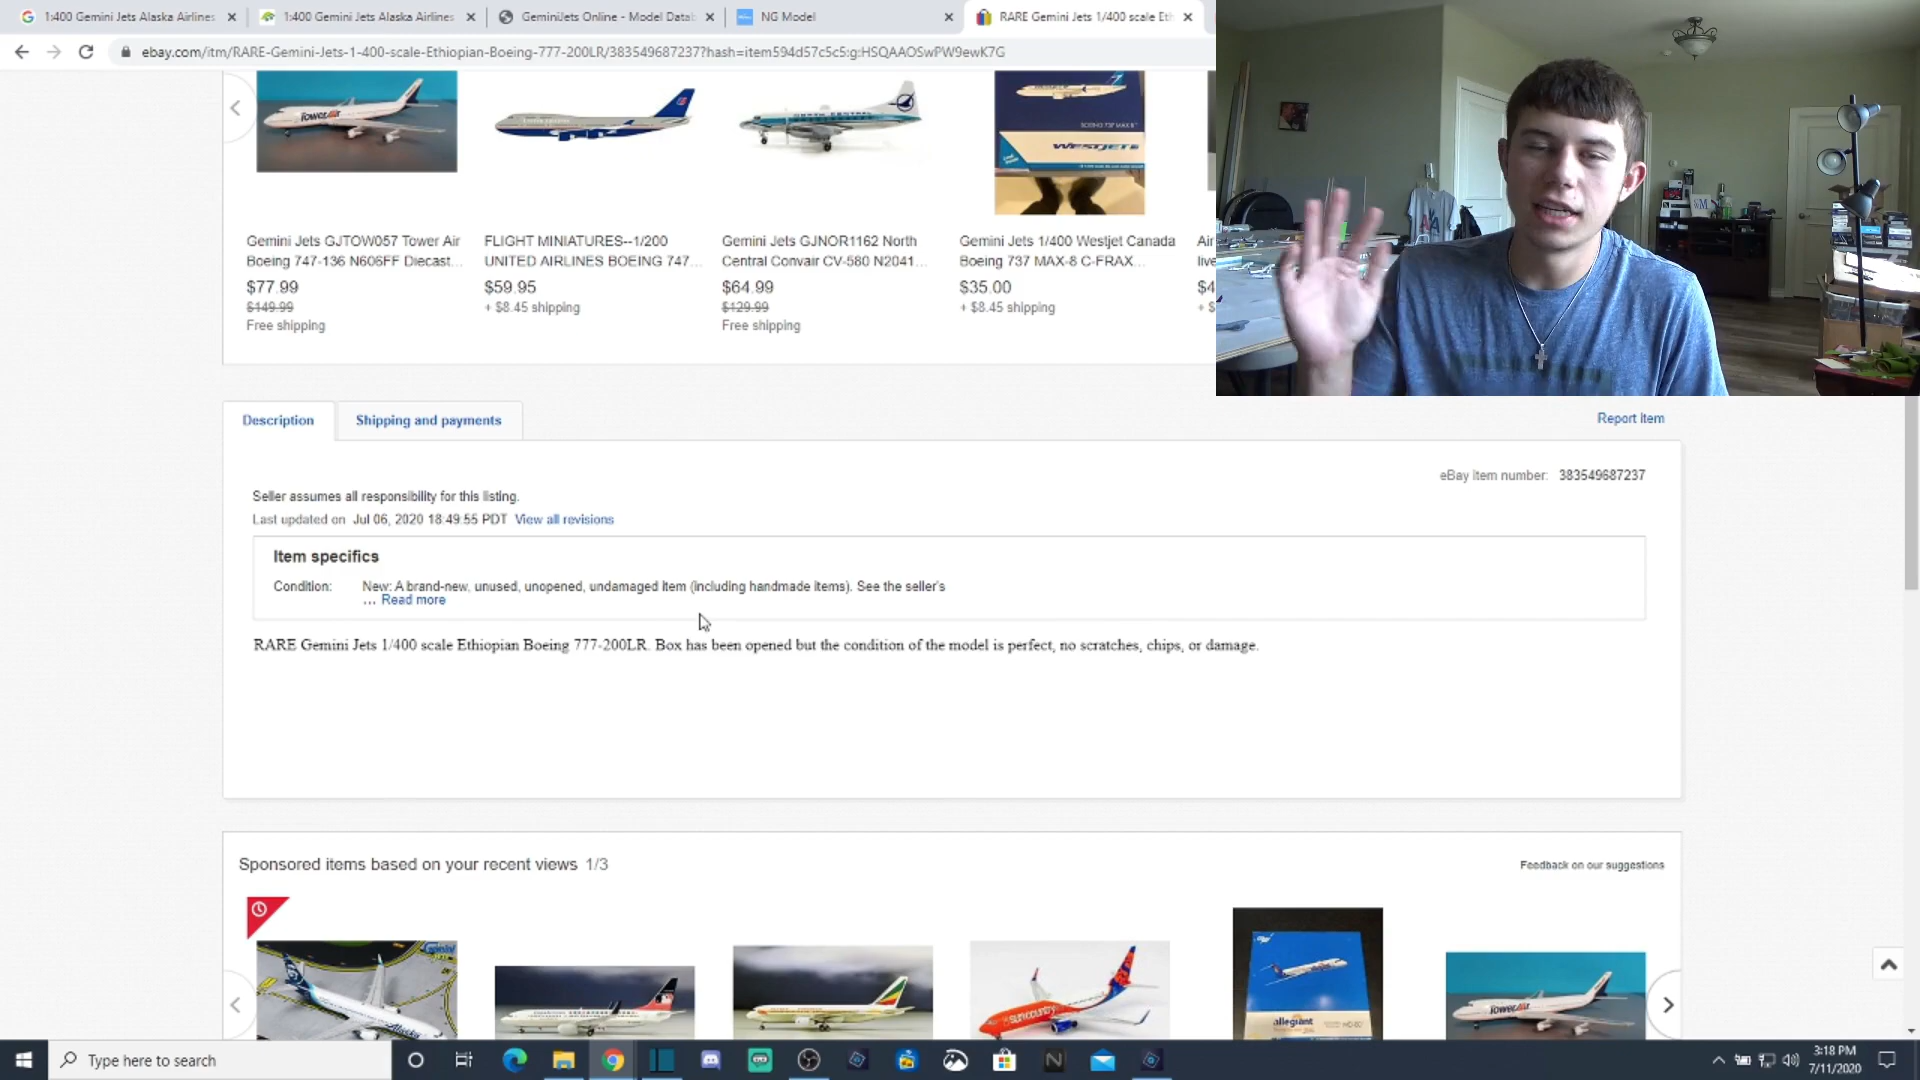 1:400 Gemini Jets Alaska Airlines
1:400 Gemini Jets Alaska Airlines
GeminiJets Online - Model Datab
NG Model
RARE Gemini Jets 1/400 scale Eth
ebay.com/itm/RARE-Gemini-Jets-1-400-scale-Ethiopian-Boeing-777-200LR/383549687237?hash=item594d57c5c5:g:HSQAAOSwPW9ewK7G
TowerAir
WESTJET
Gemini Jets GJTOW057 Tower Air
Boeing 747-136 N606FF Diecast...
$77.99
$149.99
Free shipping
FLIGHT MINIATURES--1/200
UNITED AIRLINES BOEING 747...
$59.95
+ $8.45 shipping
Gemini Jets GJNOR1162 North
Central Convair CV-580 N2041...
$64.99
$129.99
Free shipping
Gemini Jets 1/400 Westjet Canada
Boeing 737 MAX-8 C-FRAX...
$35.00
+ $8.45 shipping
Description
Shipping and payments
Report item
eBay item number: 383549687237
Seller assumes all responsibility for this listing.
Last updated on Jul 06, 2020 18:49:55 PDT View all revisions
Item specifics
Condition: New: A brand-new, unused, unopened, undamaged item (including handmade items). See the seller's
... Read more
RARE Gemini Jets 1/400 scale Ethiopian Boeing 777-200LR. Box has been opened but the condition of the model is perfect, no scratches, chips, or damage.
Sponsored items based on your recent views 1/3
Feedback on our suggestions
Alaska
suncountry
allegiant
TowerAir
Type here to search
3:18 PM
7/11/2020